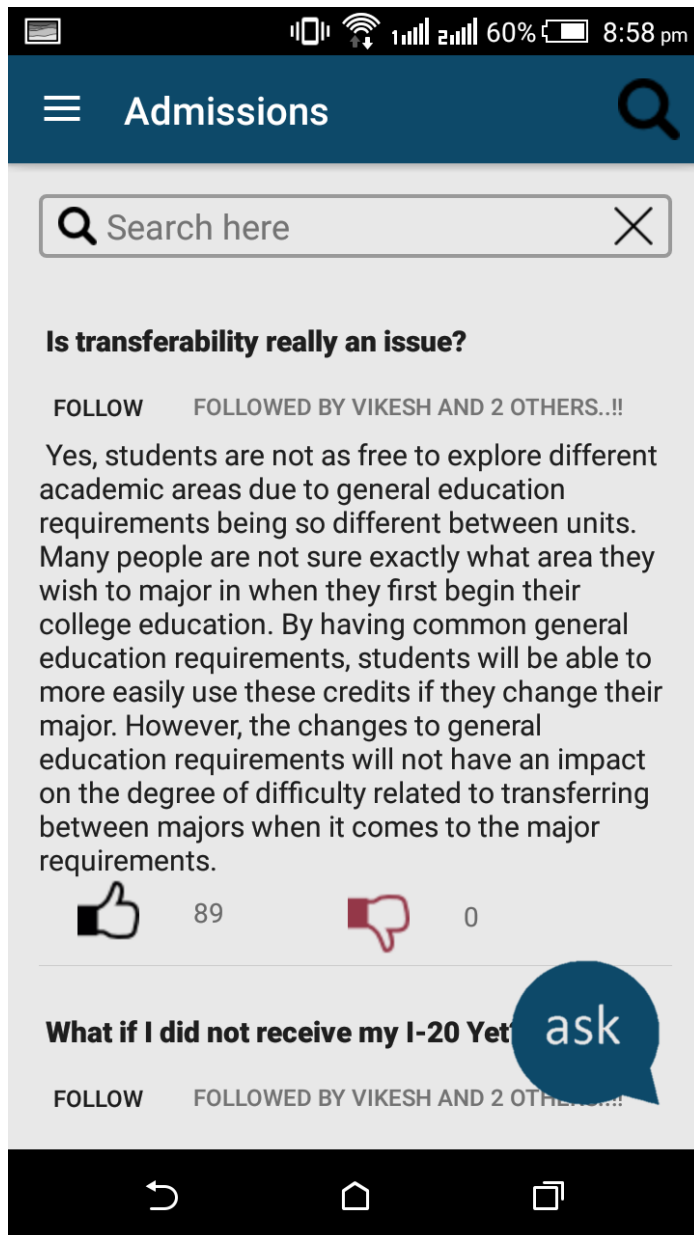 60% 8:58 pm
Admissions
Search here
Is transferability really an issue?
FOLLOW FOLLOWED BY VIKESH AND 2 OTHERS..!!
Yes, students are not as free to explore different
academic areas due to general education
requirements being so different between units.
Many people are not sure exactly what area they
wish to major in when they first begin their
college education. By having common general
education requirements, students will be able to
more easily use these credits if they change their
major. However, the changes to general
education requirements will not have an impact
on the degree of difficulty related to transferring
between majors when it comes to the major
requirements.
89 0
ask
What if I did not receive my I-20 Yet?
FOLLOW FOLLOWED BY VIKESH AND 2 OTHERS..!!